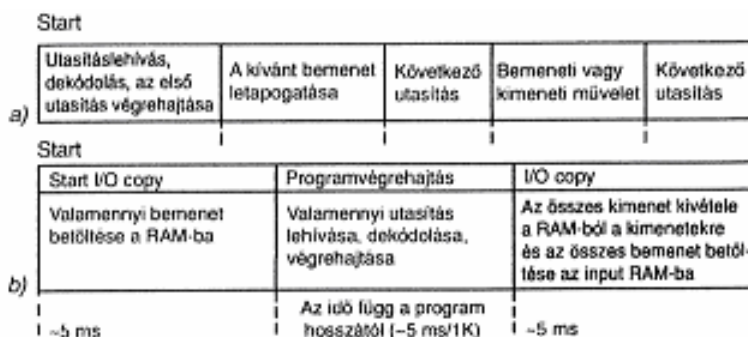 Start
a)
Utasításlehívás,
dekódolás, az első
utasítás végrehajtása
A kívánt bemenet
letapogatása
Következő
utasítás
Bemeneti vagy
kimeneti művelet
Következő
utasítás
Start
b)
Start I/O copy
Valamennyi bemenet
betöltése a RAM-ba
~5 ms
Programvégrehajtás
Valamennyi utasítás
lehívása, dekódolása,
végrehajtása
Az idő függ a program
hosszától (~5 ms/1K)
I/O copy
Az összes kimenet kivétele
a RAM-ból a kimenetekre
és az összes bemenet betöl-
tése az input RAM-ba
~5 ms